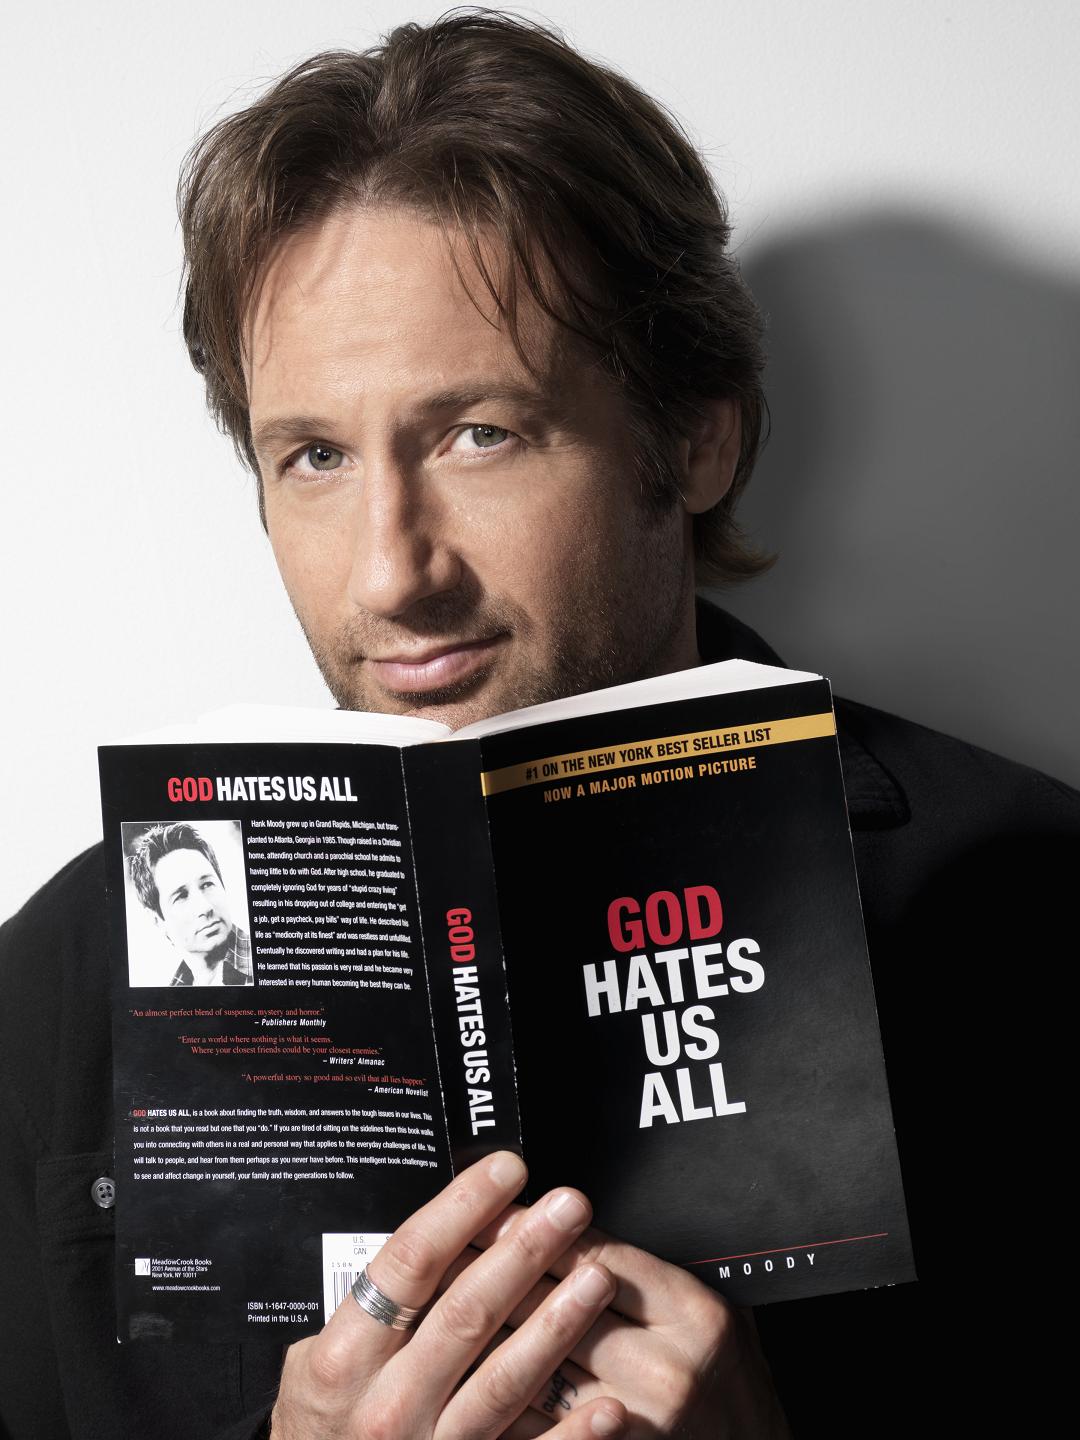 GOD HATES US ALL
Hank Moody grew up in Grand Rapids, Michigan, but trans-
planted to Atlanta, Georgia in 1985. Though raised in a Christian
home, attending church and a parochial school he admits to
having little to do with God. After high school, he graduated to
completely ignoring God for years of "stupid crazy living"
resulting in his dropping out of college and entering the "get
a job, get a paycheck, pay bills" way of life. He described his
life as "mediocrity at its finest" and was restless and unfulfilled.
Eventually he discovered writing and had a plan for his life.
He learned that his passion is very real and he became very
interested in every human becoming the best they can be.
"An almost perfect blend of suspense, mystery and horror."
– Publishers Monthly
"Enter a world where nothing is what it seems.
Where your closest friends could be your closest enemies."
– Writers' Almanac
"A powerful story so good and so evil that all lies happen."
– American Novelist
GOD HATES US ALL, is a book about finding the truth, wisdom, and answers to the tough issues in our lives. This
is not a book that you read but one that you "do." If you are tired of sitting on the sidelines then this book walks
you into connecting with others in a real and personal way that applies to the everyday challenges of life. You
will talk to people, and hear from them perhaps as you never have before. This intelligent book challenges you
to see and affect change in yourself, your family and the generations to follow.
MeadowCrook Books
2001 Avenue of the Stars
New York, NY 10011
www.meadowcrookbooks.com
ISBN 1-1647-0000-001
Printed in the U.S.A
U.S.
CAN.
ISBN
GOD HATES US ALL
#1 ON THE NEW YORK BEST SELLER LIST
NOW A MAJOR MOTION PICTURE
GOD
HATES
US
ALL
MOODY